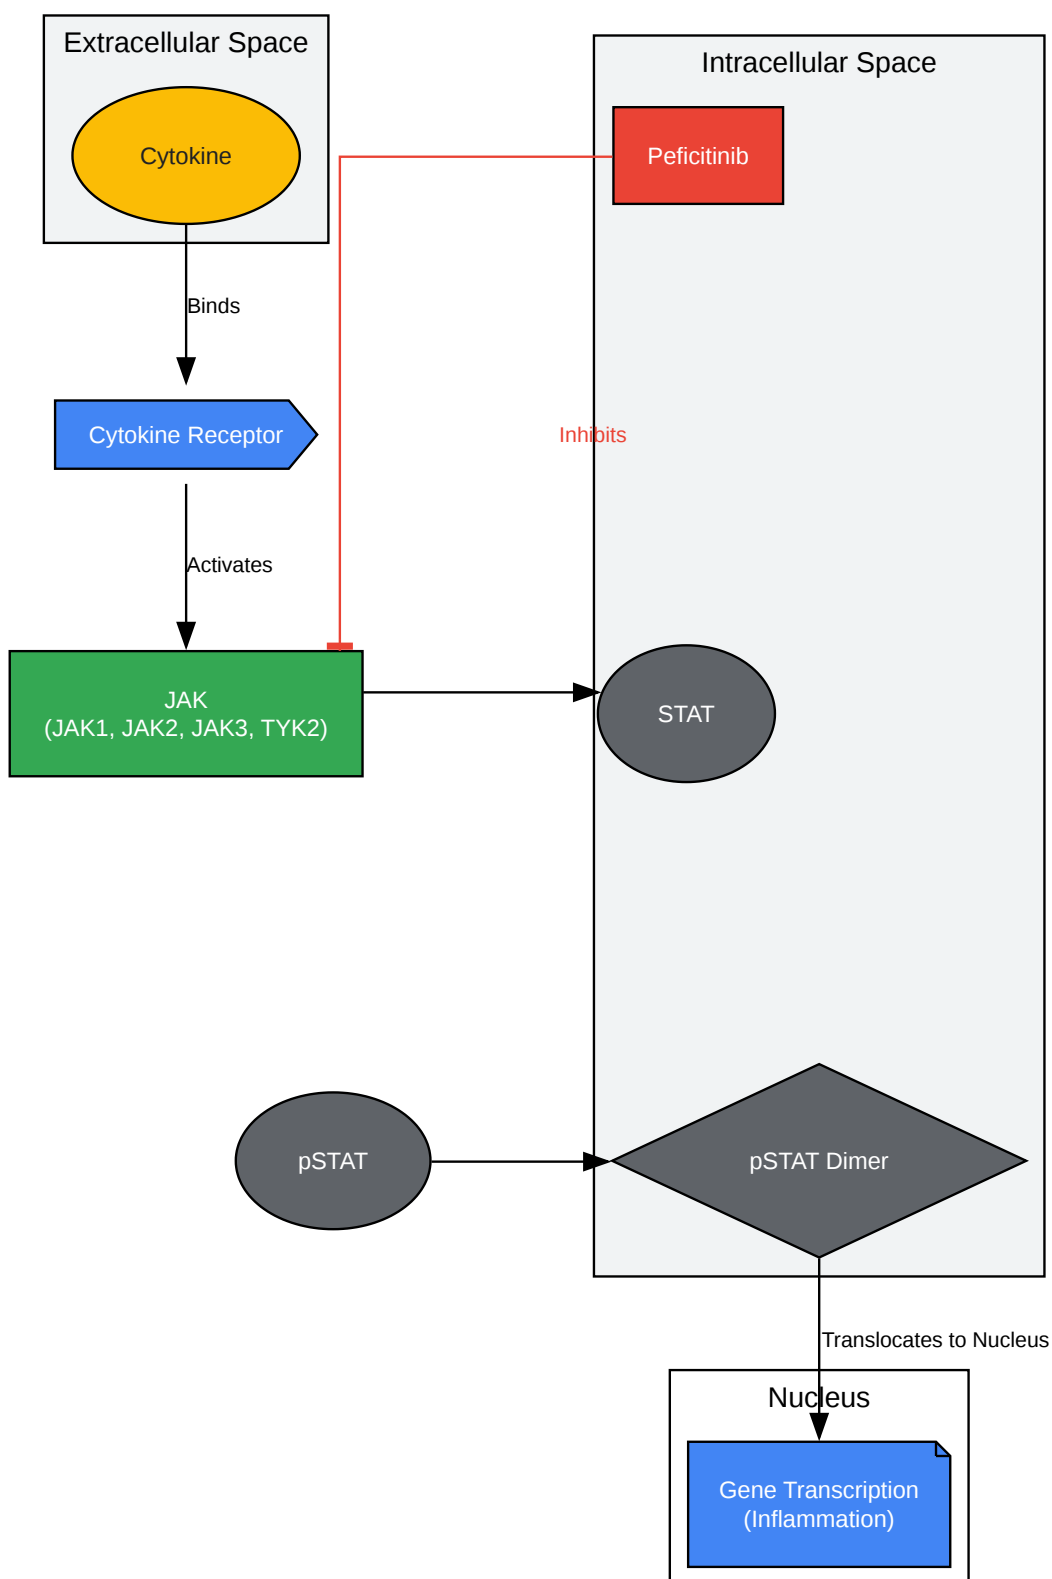 Extracellular Space
Intracellular Space
Cytokine
Peficitinib
Binds
Cytokine Receptor
Inhibits
Activates
JAK
(JAK1, JAK2, JAK3, TYK2)
STAT
pSTAT
pSTAT Dimer
Translocates to Nucleus
Nucleus
Gene Transcription
(Inflammation)